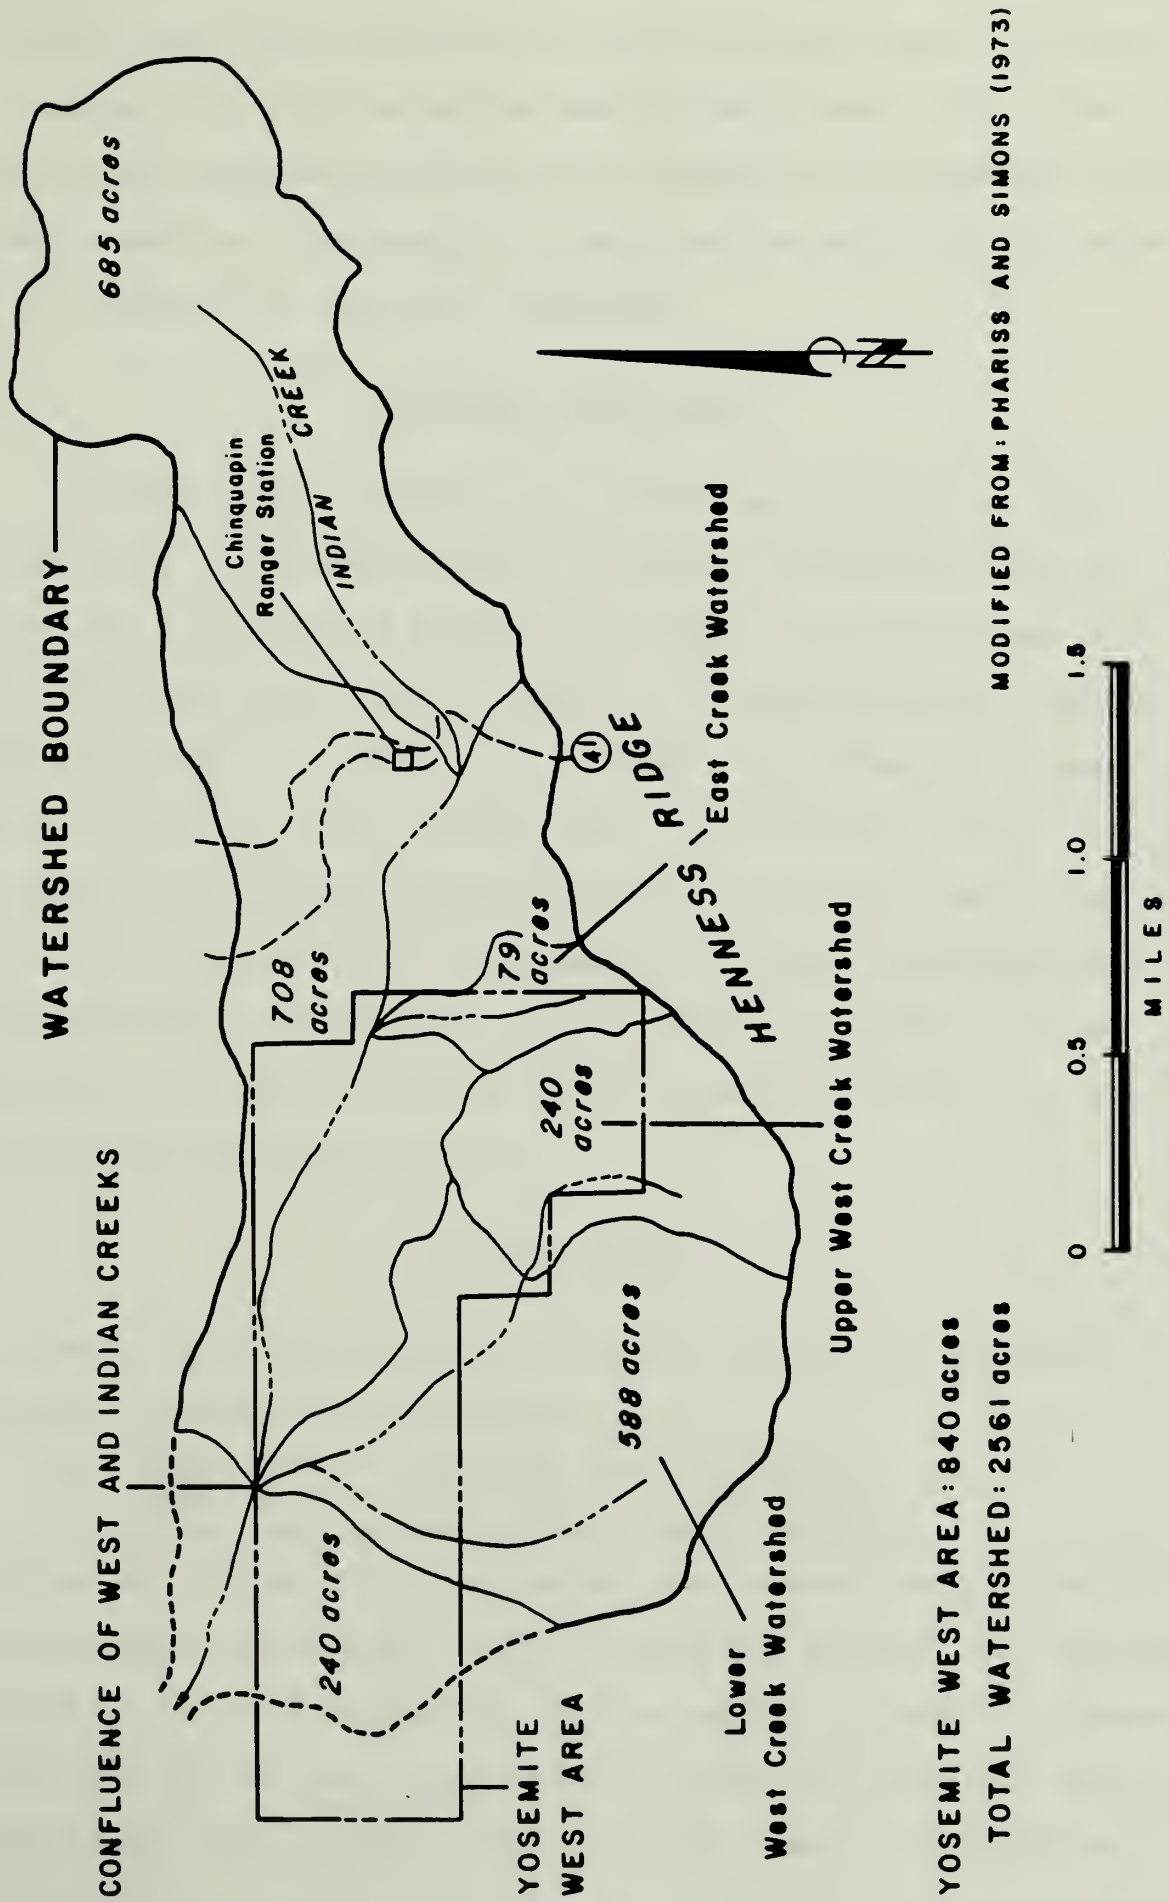 WATERSHED BOUNDARY
CONFLUENCE OF WEST AND INDIAN CREEKS
685 acres
Chinquapin
Ranger Station
INDIAN CREEK
708
acres
79
acres
41
HENNESS RIDGE
East Creek Watershed
240
acres
Upper West Creek Watershed
240 acres
588 acres
Lower
West Creek Watershed
YOSEMITE
WEST AREA
N
YOSEMITE WEST AREA: 840 acres
TOTAL WATERSHED: 2561 acres
0 0.5 1.0 1.5
MILES
MODIFIED FROM: PHARISS AND SIMONS (1973)